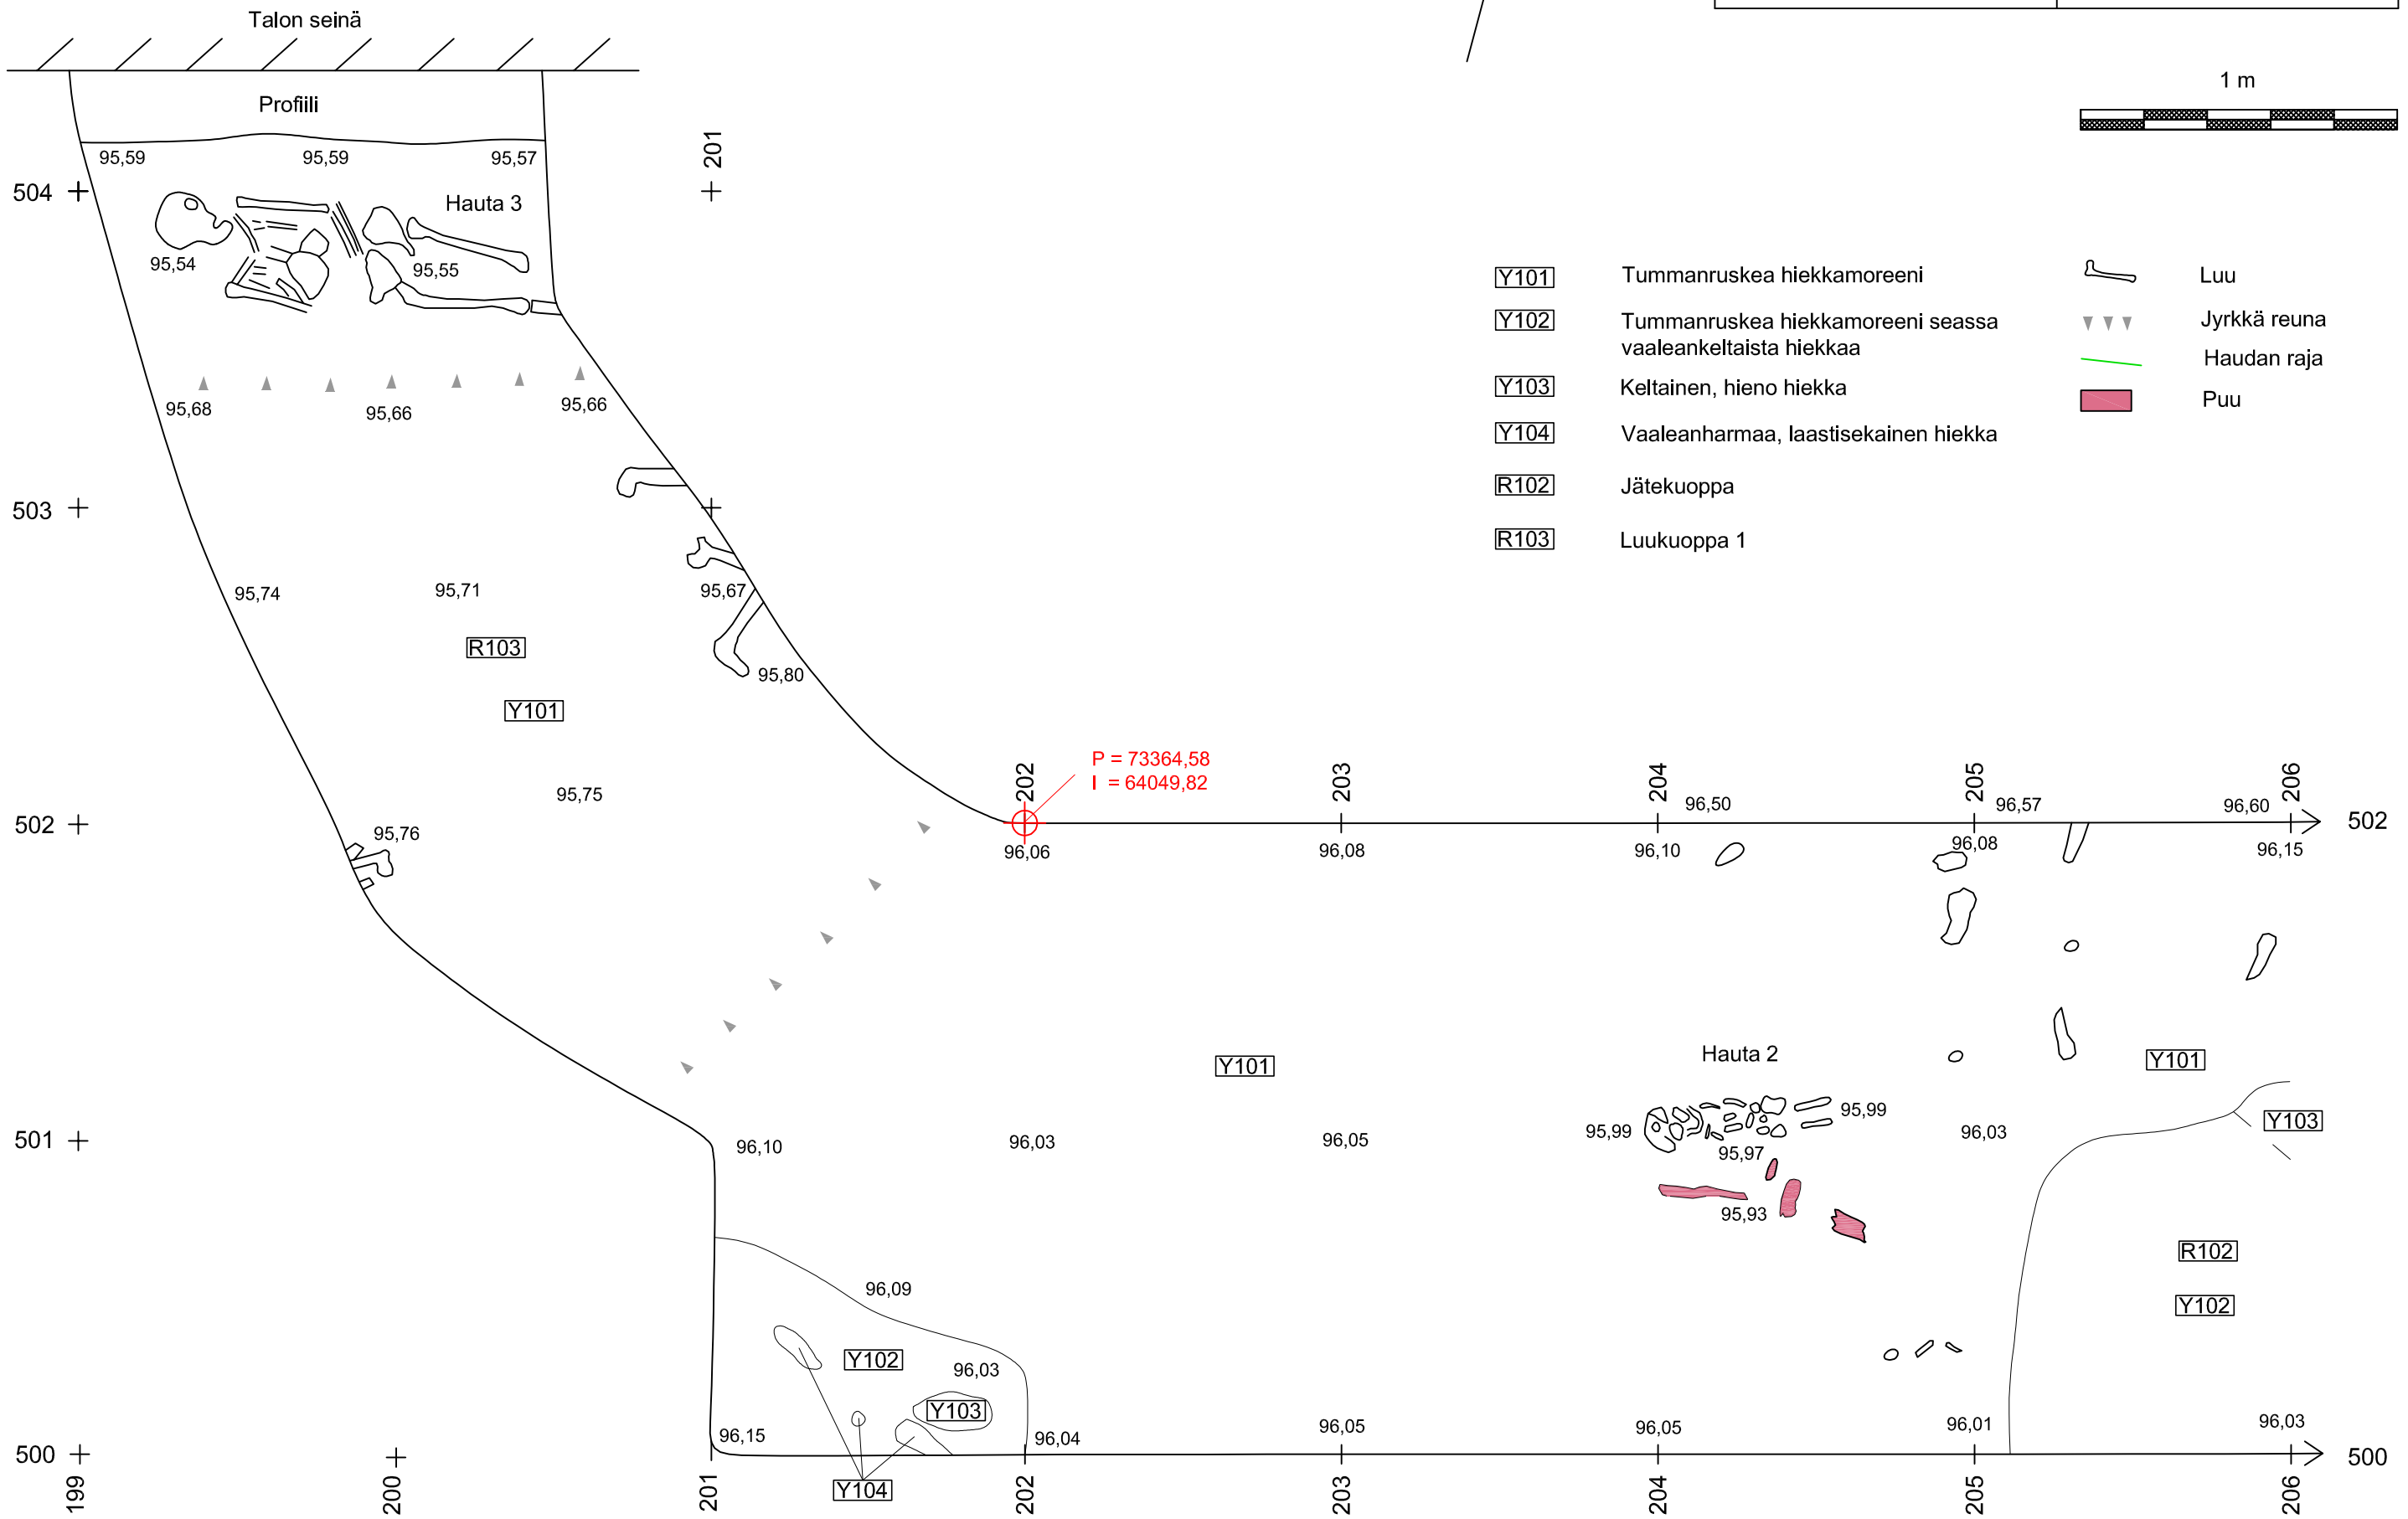 Talon seinä
Profiili
1 m
95,59
95,59
95,57
201
504
Hauta 3
95,54
95,55
Y101 Tummanruskea hiekkamoreeni
Luu
Y102 Tummanruskea hiekkamoreeni seassa
vaaleankeltaista hiekkaa
Jyrkkä reuna
Haudan raja
Y103 Keltainen, hieno hiekka
Puu
Y104 Vaaleanharmaa, laastisekainen hiekka
R102 Jätekuoppa
R103 Luukuoppa 1
95,68
95,66
95,66
503
95,74
95,71
95,67
R103
95,80
Y101
P = 73364,58
I = 64049,82
95,75
202
203
204
205
206
96,50
96,57
96,60
502
95,76
502
96,06
96,08
96,10
96,08
96,15
Y101
Hauta 2
Y101
95,99
95,99
Y103
501
96,10
96,03
96,05
96,03
95,97
95,93
R102
96,09
Y102
Y102
96,03
Y103
96,15
96,04
96,05
96,05
96,01
96,03
500
500
Y104
199
200
201
202
203
204
205
206